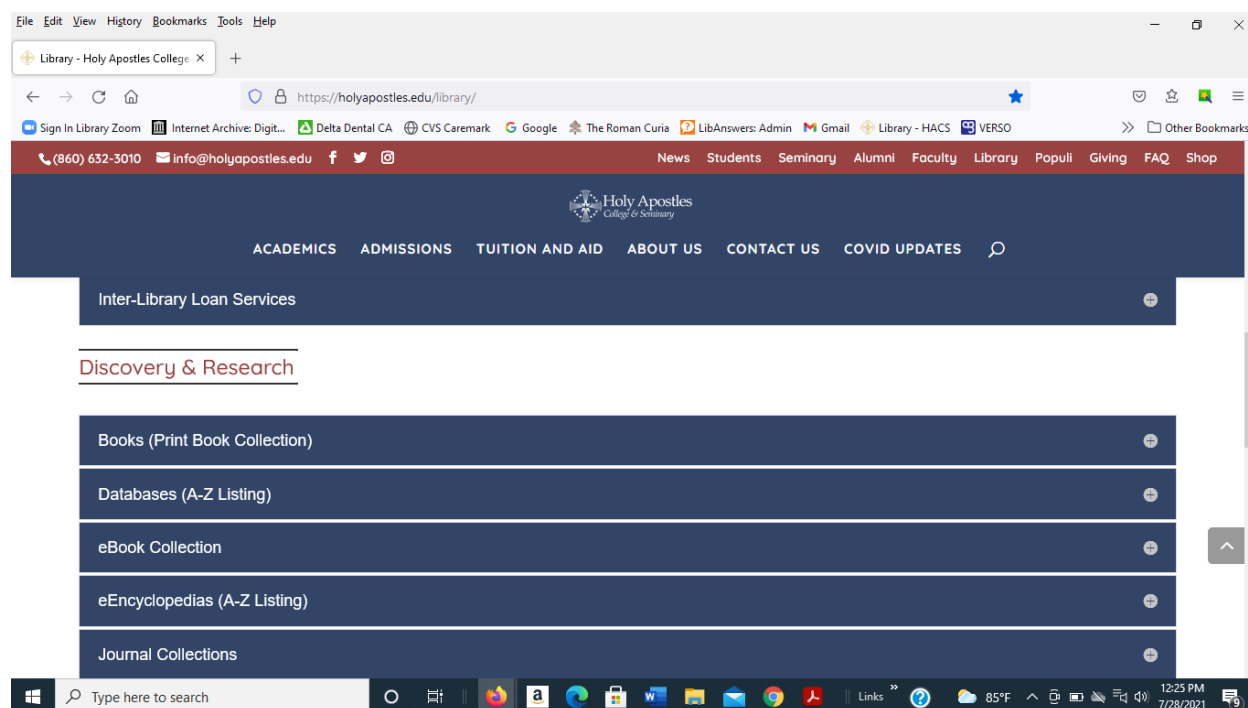 File Edit View History Bookmarks Tools Help
Library - Holy Apostles College
https://holyapostles.edu/library/
Sign In Library Zoom Internet Archive: Digit... Delta Dental CA CVS Caremark Google The Roman Curia LibAnswers: Admin Gmail Library - HACS VERSO Other Bookmarks
(860) 632-3010 info@holyapostles.edu News Students Seminary Alumni Faculty Library Populi Giving FAQ Shop
Holy Apostles
College & Seminary
ACADEMICS ADMISSIONS TUITION AND AID ABOUT US CONTACT US COVID UPDATES
Inter-Library Loan Services
Discovery & Research
Books (Print Book Collection)
Databases (A-Z Listing)
eBook Collection
eEncyclopedias (A-Z Listing)
Journal Collections
Type here to search Links 85°F 12:25 PM
7/28/2021